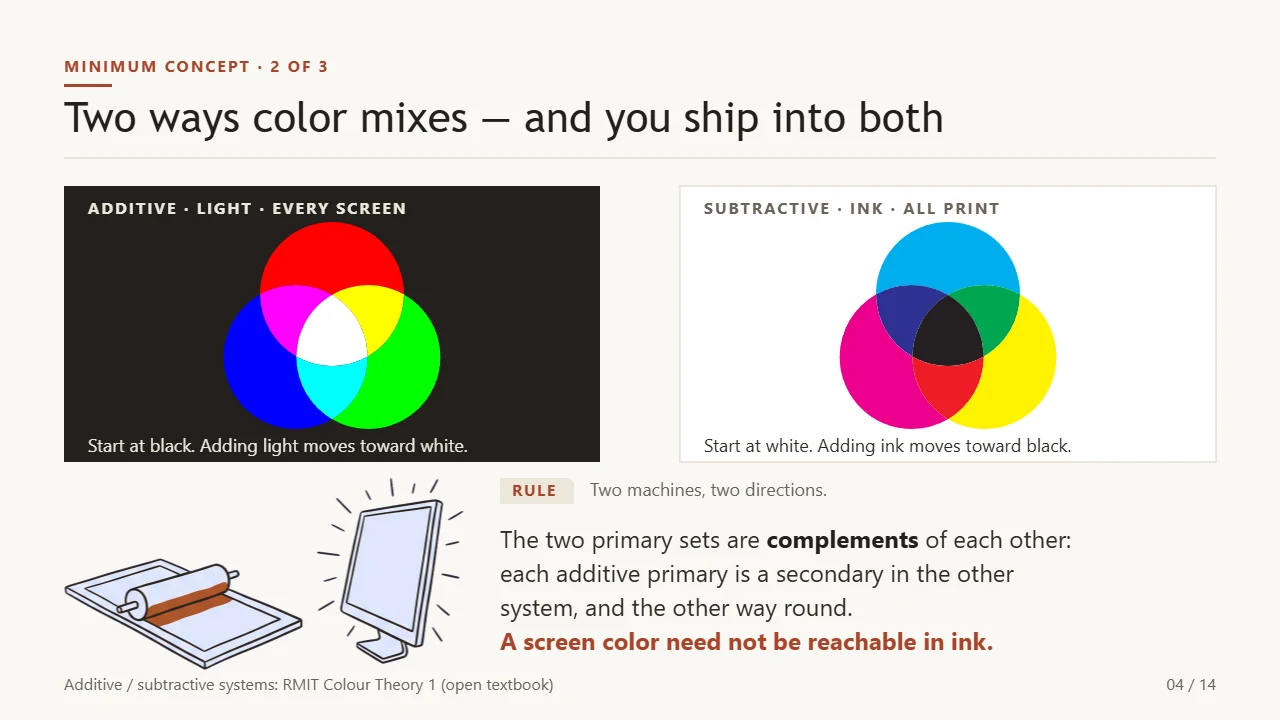 MINIMUM CONCEPT · 2 OF 3
Two ways color mixes — and you ship into both
ADDITIVE · LIGHT · EVERY SCREEN
Start at black. Adding light moves toward white.
SUBTRACTIVE · INK · ALL PRINT
Start at white. Adding ink moves toward black.
RULE Two machines, two directions.
The two primary sets are complements of each other:
each additive primary is a secondary in the other
system, and the other way round.
A screen color need not be reachable in ink.
Additive / subtractive systems: RMIT Colour Theory 1 (open textbook)
04 / 14